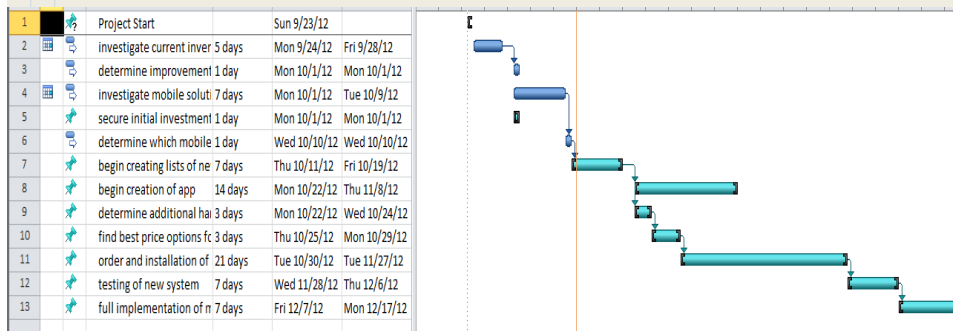 1 ? Project Start Sun 9/23/12
2 investigate current inver 5 days Mon 9/24/12 Fri 9/28/12
3 determine improvement 1 day Mon 10/1/12 Mon 10/1/12
4 investigate mobile soluti 7 days Mon 10/1/12 Tue 10/9/12
5 secure initial investment 1 day Mon 10/1/12 Mon 10/1/12
6 determine which mobile 1 day Wed 10/10/12 Wed 10/10/12
7 begin creating lists of ne 7 days Thu 10/11/12 Fri 10/19/12
8 begin creation of app 14 days Mon 10/22/12 Thu 11/8/12
9 determine additional hai 3 days Mon 10/22/12 Wed 10/24/12
10 find best price options fc 3 days Thu 10/25/12 Mon 10/29/12
11 order and installation of 21 days Tue 10/30/12 Tue 11/27/12
12 testing of new system 7 days Wed 11/28/12 Thu 12/6/12
13 full implementation of n 7 days Fri 12/7/12 Mon 12/17/12